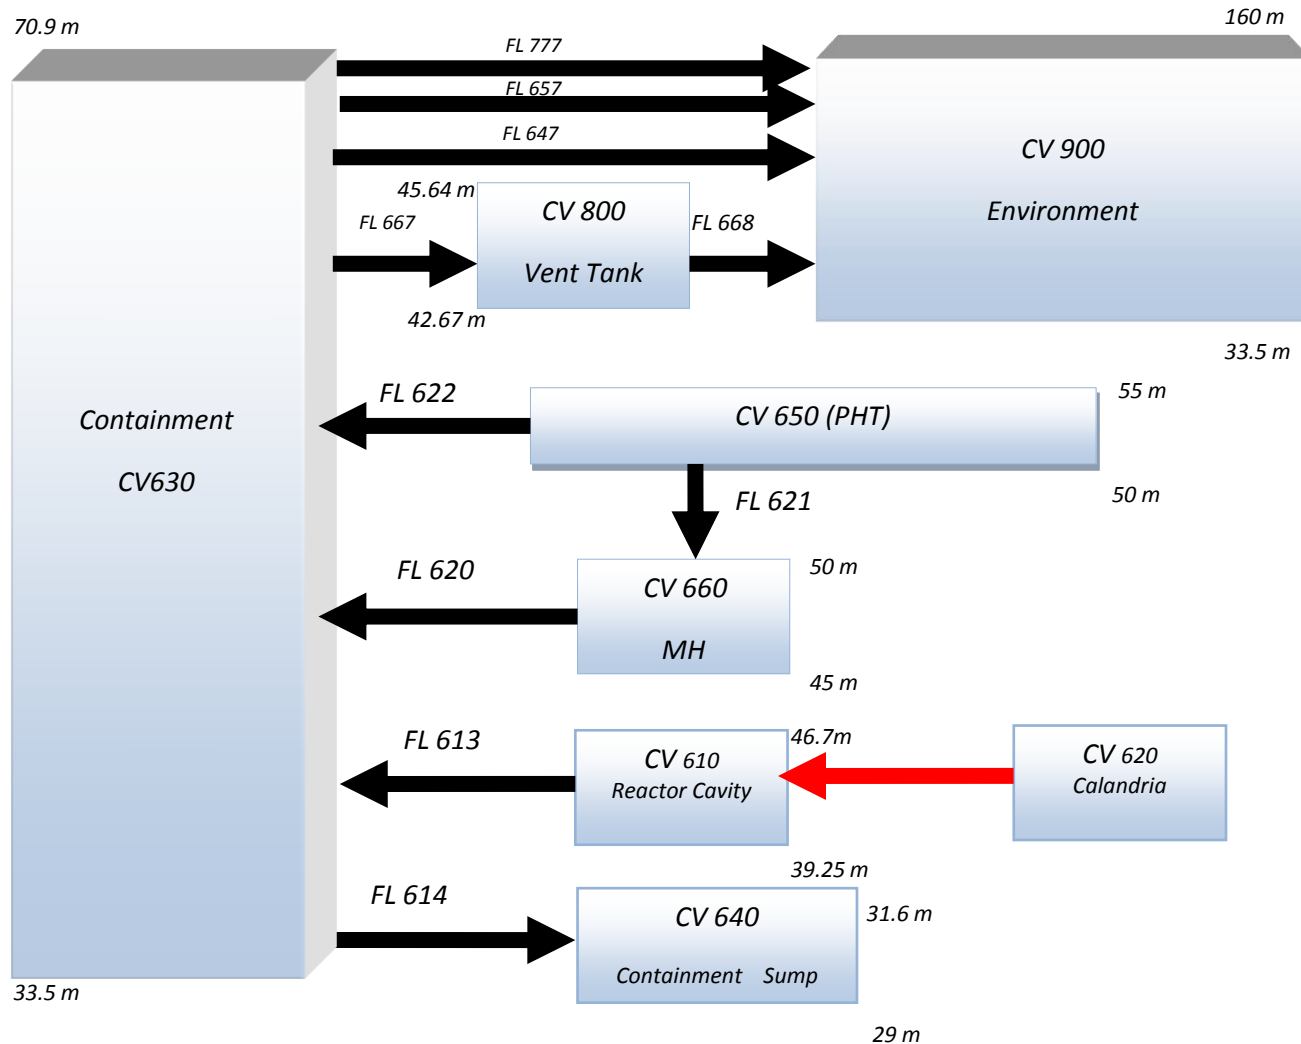 70.9 m
160 m
FL 777
FL 657
FL 647
CV 900
Environment
45.64 m
CV 800
Vent Tank
FL 667
FL 668
42.67 m
33.5 m
FL 622
CV 650 (PHT)
55 m
Containment
CV630
50 m
FL 621
FL 620
CV 660
MH
50 m
45 m
FL 613
46.7m
CV 610
Reactor Cavity
CV 620
Calandria
39.25 m
FL 614
CV 640
Containment Sump
31.6 m
33.5 m
29 m